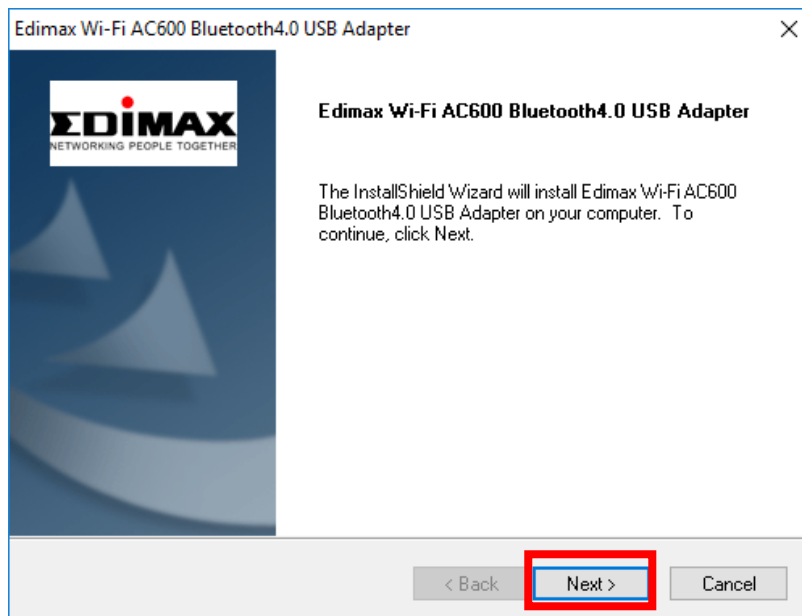 Edimax Wi-Fi AC600 Bluetooth4.0 USB Adapter
EDIMAX
NETWORKING PEOPLE TOGETHER
Edimax Wi-Fi AC600 Bluetooth4.0 USB Adapter
The InstallShield Wizard will install Edimax Wi-Fi AC600
Bluetooth4.0 USB Adapter on your computer.  To
continue, click Next.
< Back
Next >
Cancel